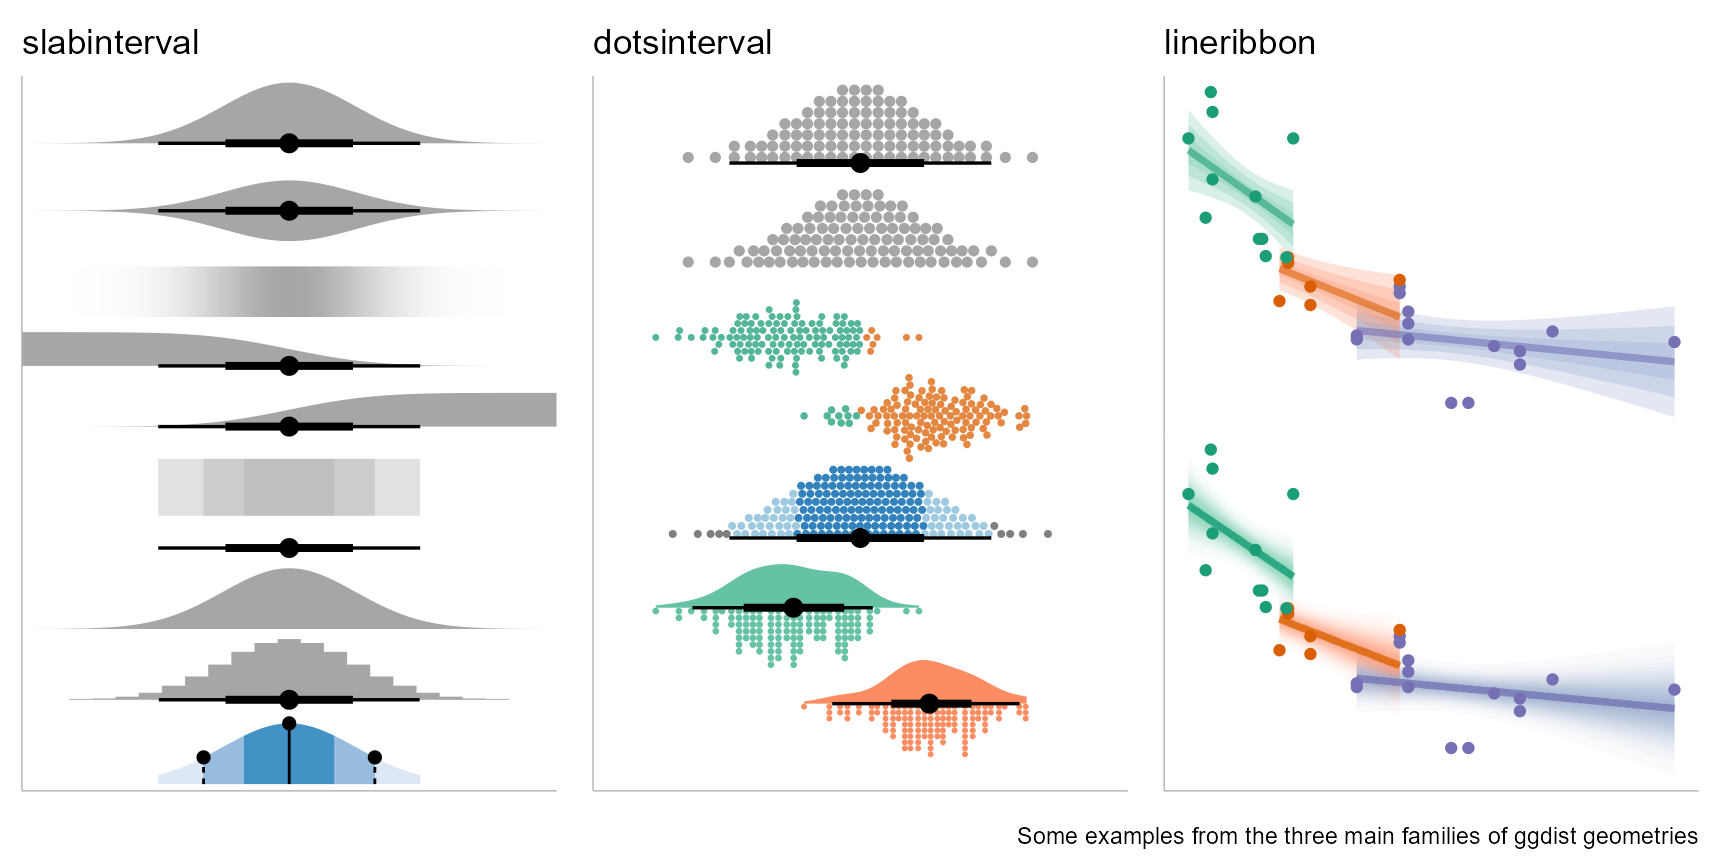 slabinterval
dotsinterval
lineribbon
Some examples from the three main families of ggdist geometries